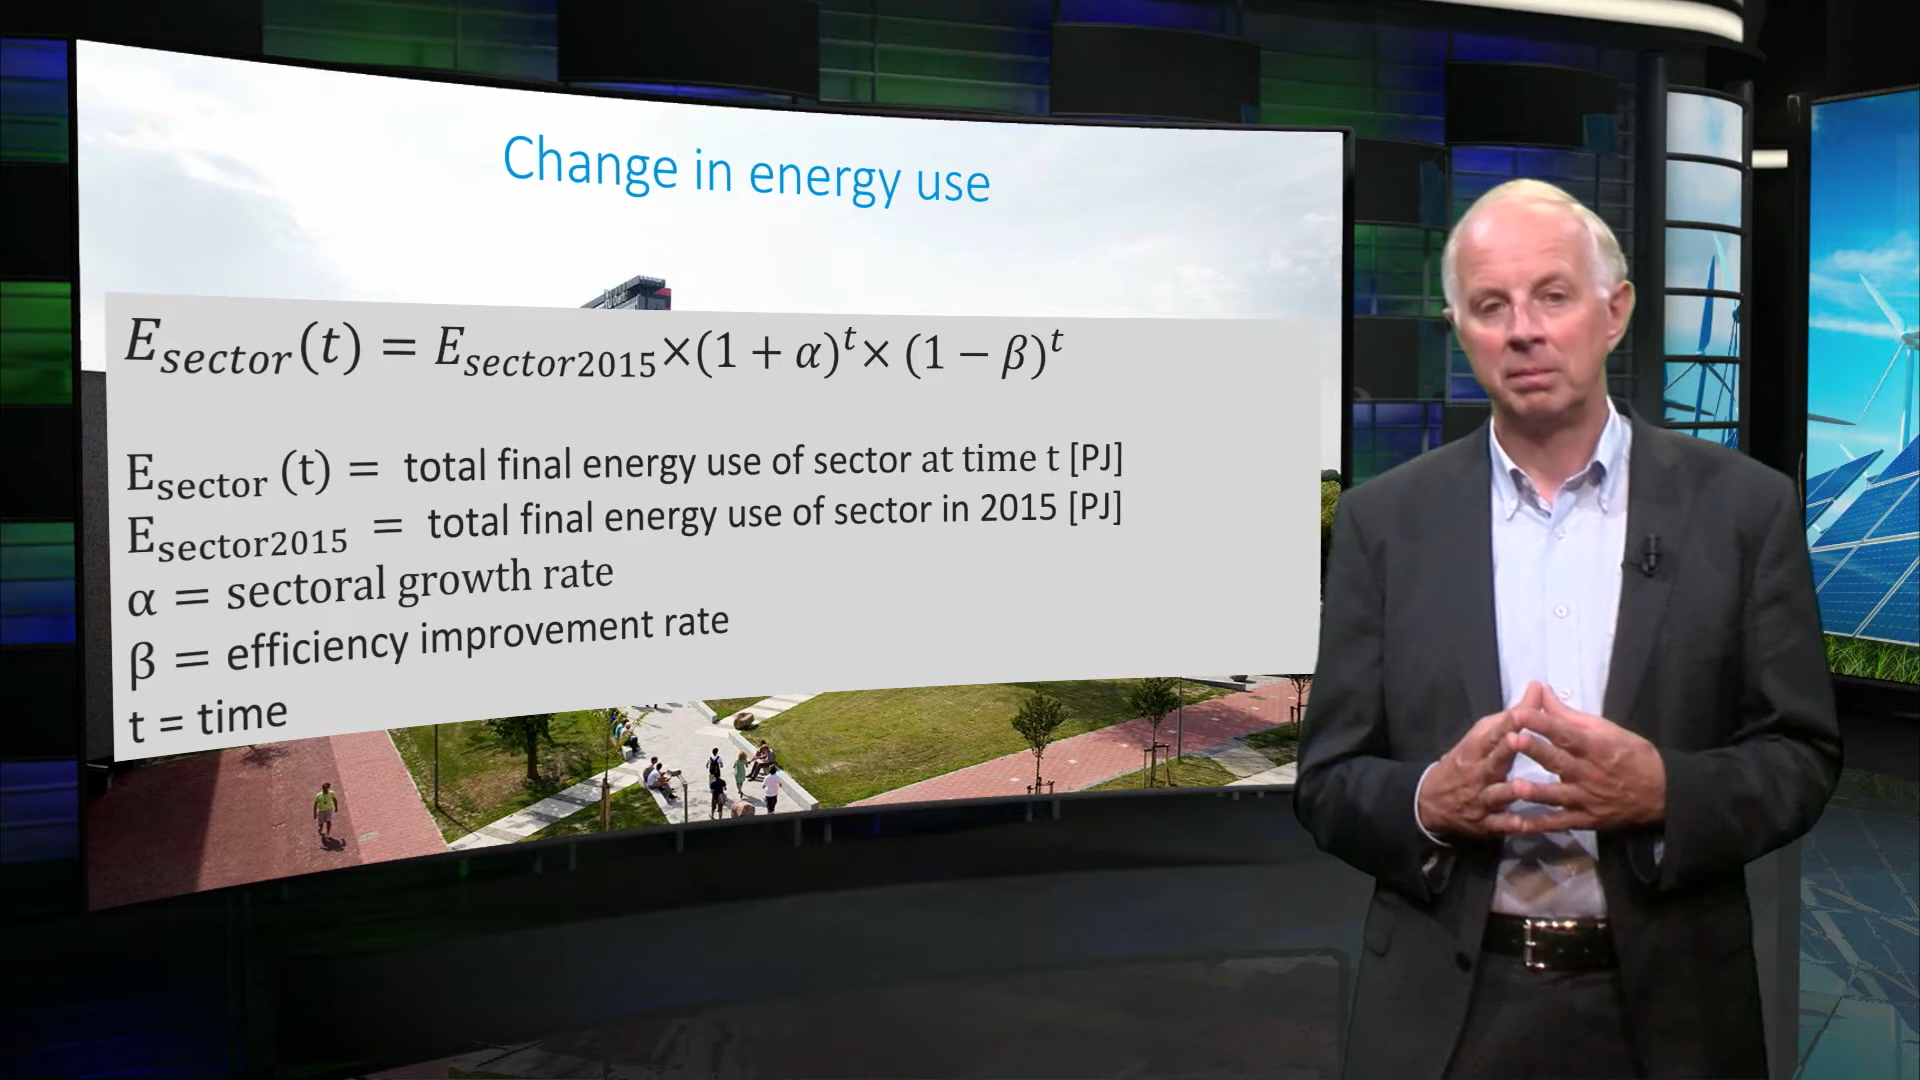 Change in energy use
E_sector(t) = E_sector2015×(1 + α)^t× (1 − β)^t
E_sector (t) = total final energy use of sector at time t [PJ]
E_sector2015 = total final energy use of sector in 2015 [PJ]
α = sectoral growth rate
β = efficiency improvement rate
t = time